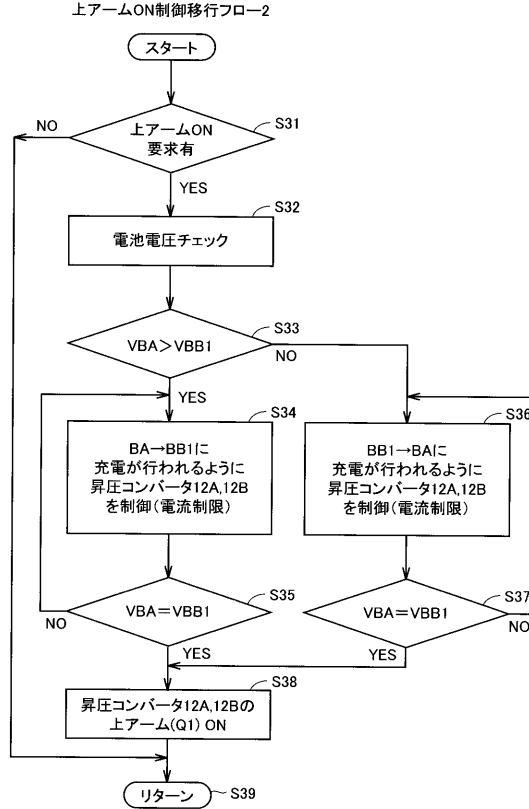 上アームON制御移行フロー2
スタート
S31
NO
上アームON
要求有
YES
S32
電池電圧チェック
S33
VBA＞VBB1
NO
YES
S34
BA→BB1に
充電が行われるように
昇圧コンバータ12A,12B
を制御(電流制限)
S36
BB1→BAに
充電が行われるように
昇圧コンバータ12A,12B
を制御(電流制限)
S35
VBA＝VBB1
NO
YES
S37
VBA＝VBB1
NO
YES
S38
昇圧コンバータ12A,12Bの
上アーム(Q1) ON
リターン
S39